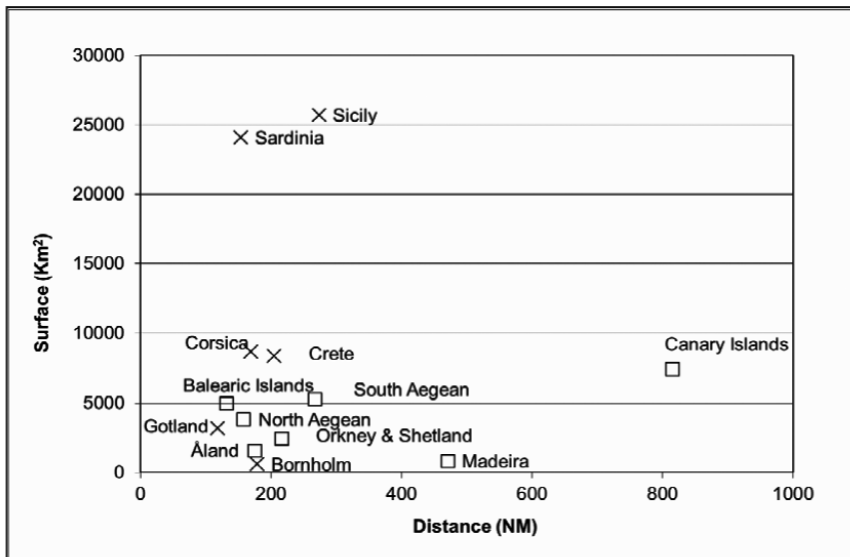 30000
25000
20000
15000
10000
5000
0
Surface (Km²)
Sicily
Sardinia
Corsica
Crete
Canary Islands
Balearic Islands
South Aegean
Gotland
North Aegean
Orkney & Shetland
Åland
Bornholm
Madeira
0 200 400 600 800 1000
Distance (NM)